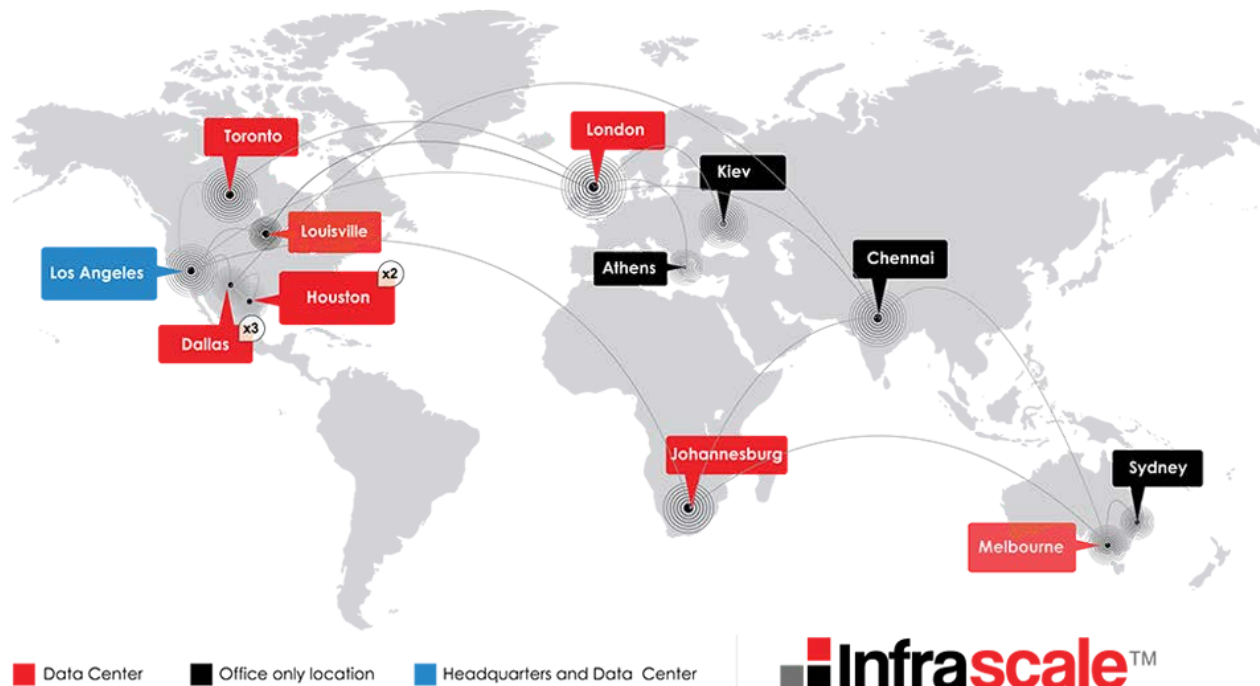 Toronto
London
Kiev
Louisville
Los Angeles
Athens
Chennai
x2
Houston
x3
Dallas
Johannesburg
Sydney
Melbourne
Data Center
Office only location
Headquarters and Data Center
Infrascale™